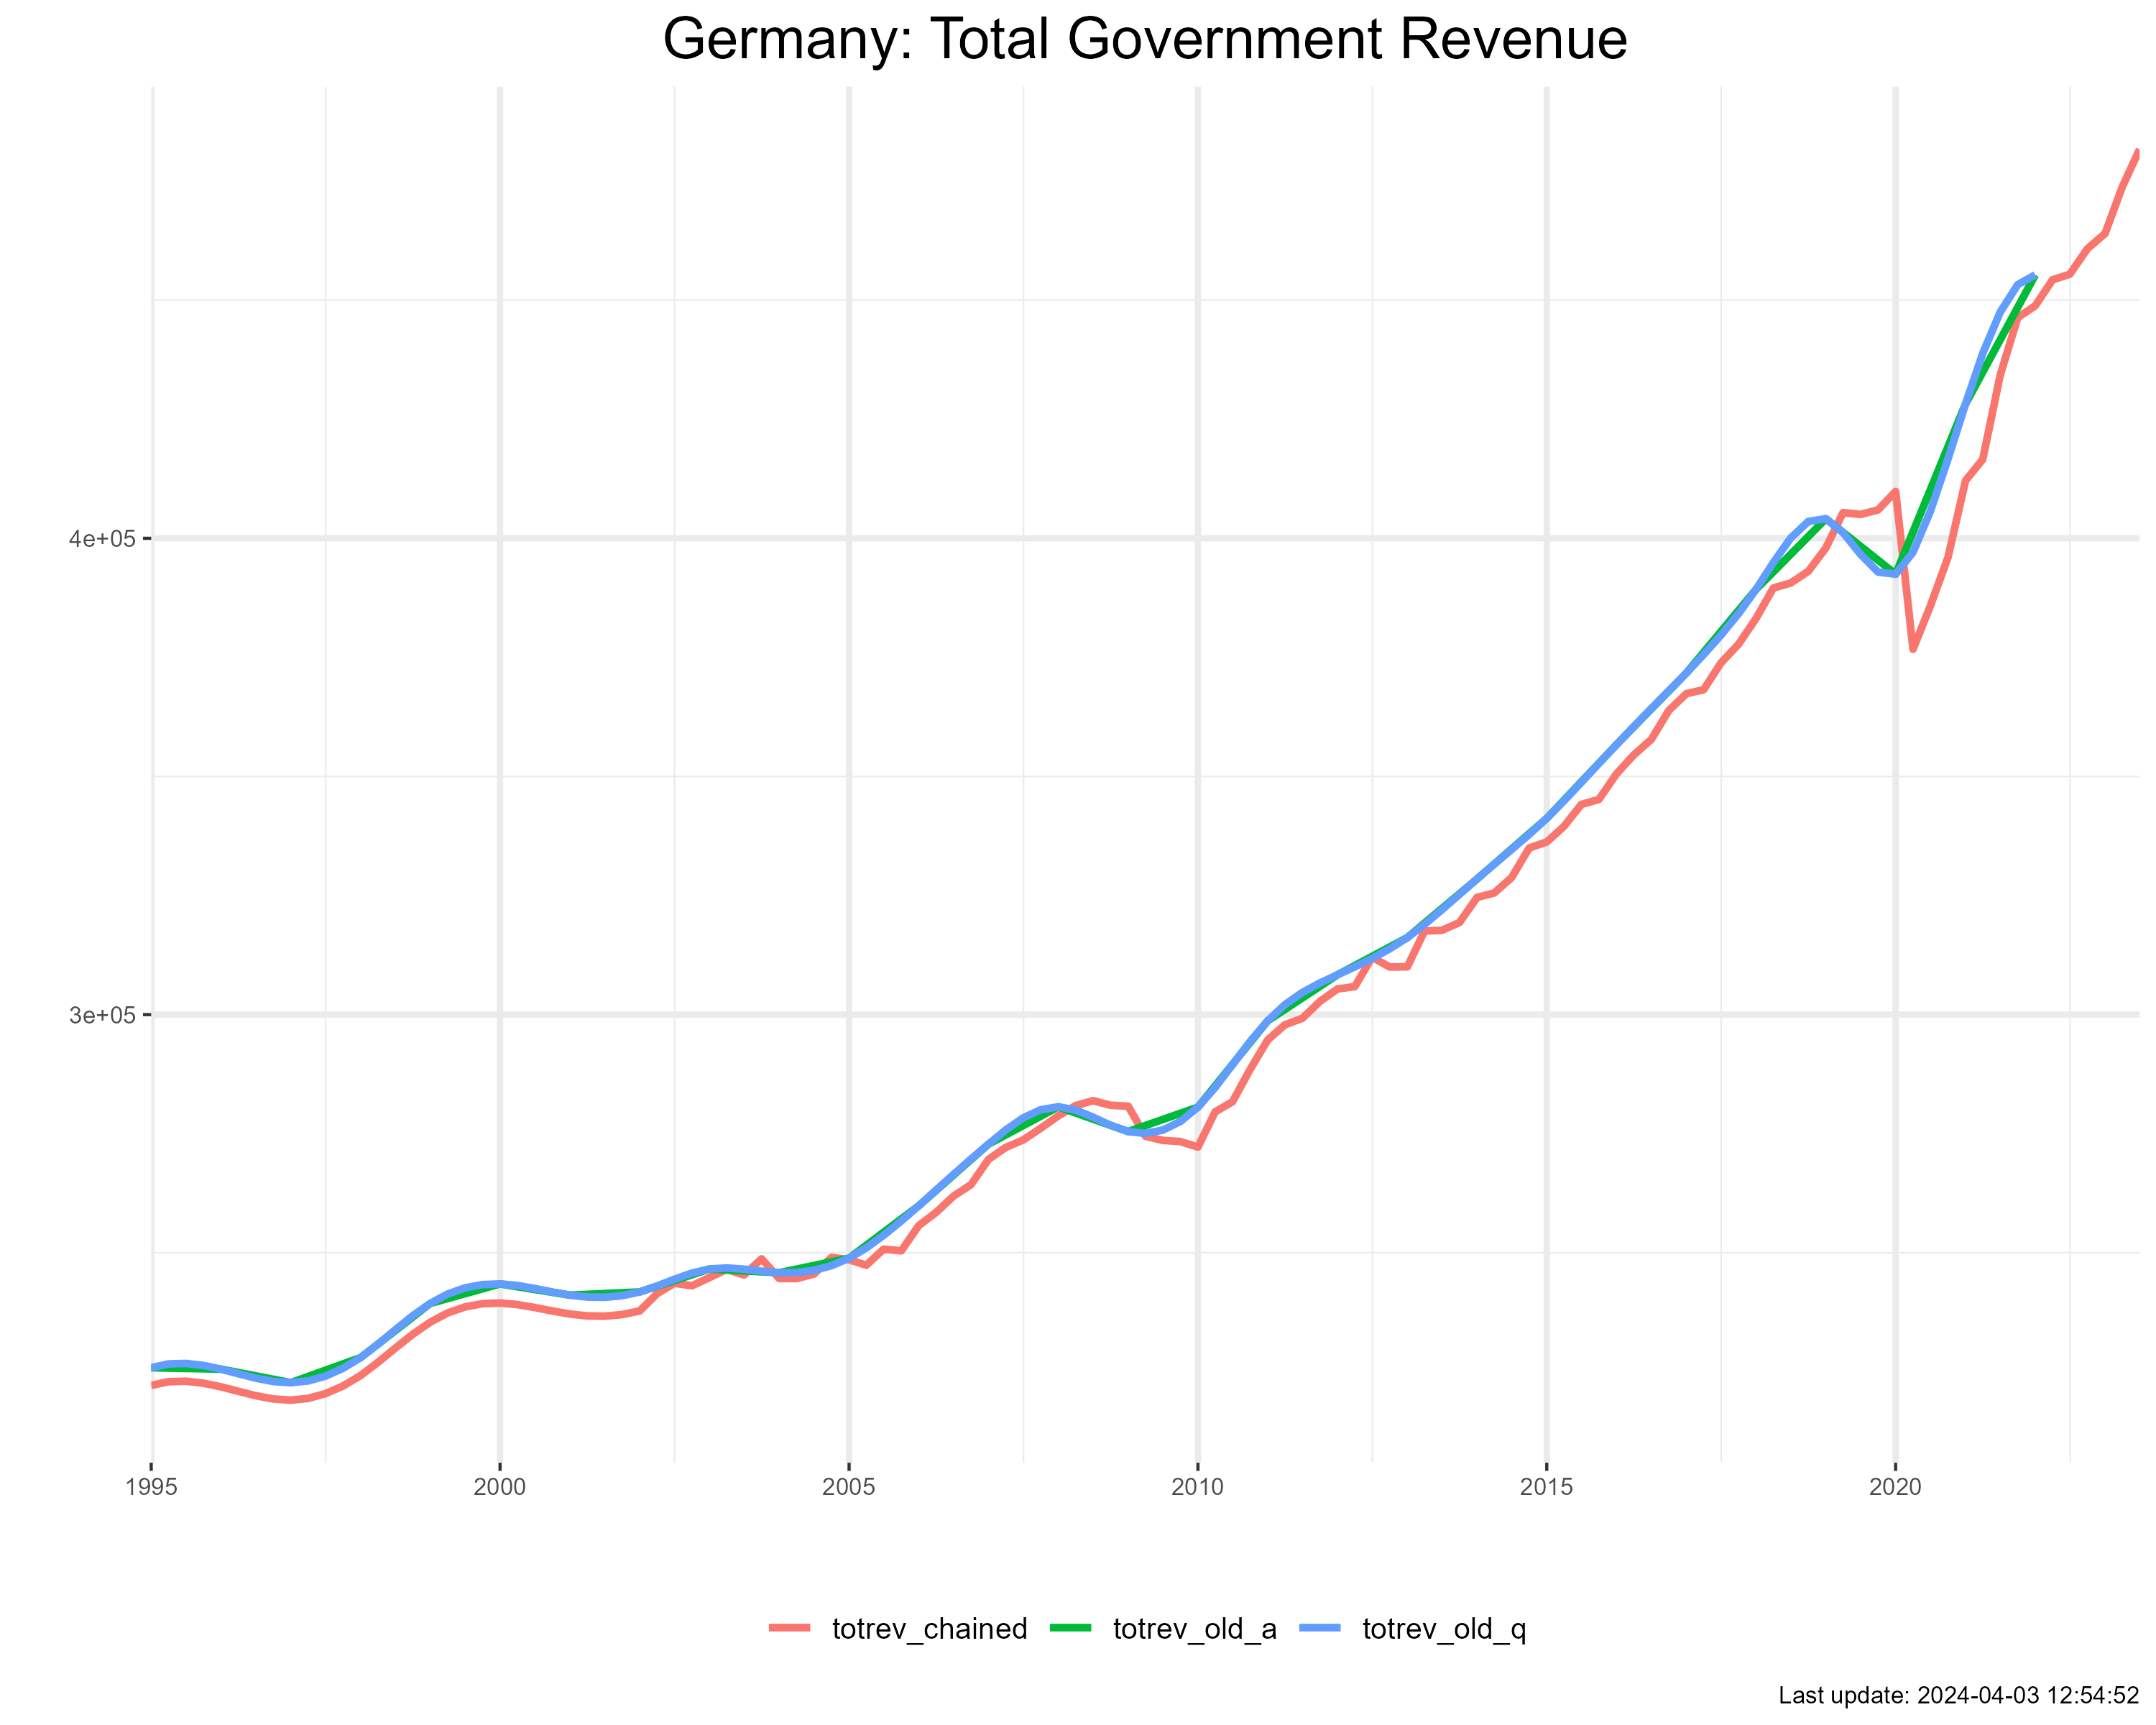 Germany: Total Government Revenue
4e+05
3e+05
1995 2000 2005 2010 2015 2020
totrev_chained totrev_old_a totrev_old_q
Last update: 2024-04-03 12:54:52